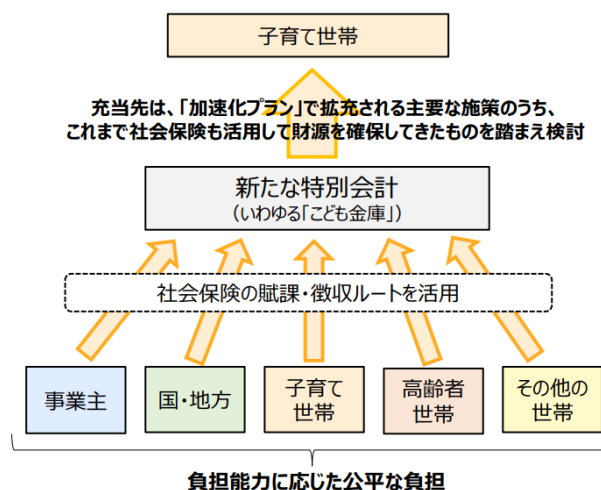 子育て世帯
充当先は、「加速化プラン」で拡充される主要な施策のうち、
これまで社会保険も活用して財源を確保してきたものを踏まえ検討
新たな特別会計
（いわゆる「こども金庫」）
社会保険の賦課・徴収ルートを活用
事業主
国・地方
子育て
世帯
高齢者
世帯
その他の
世帯
負担能力に応じた公平な負担